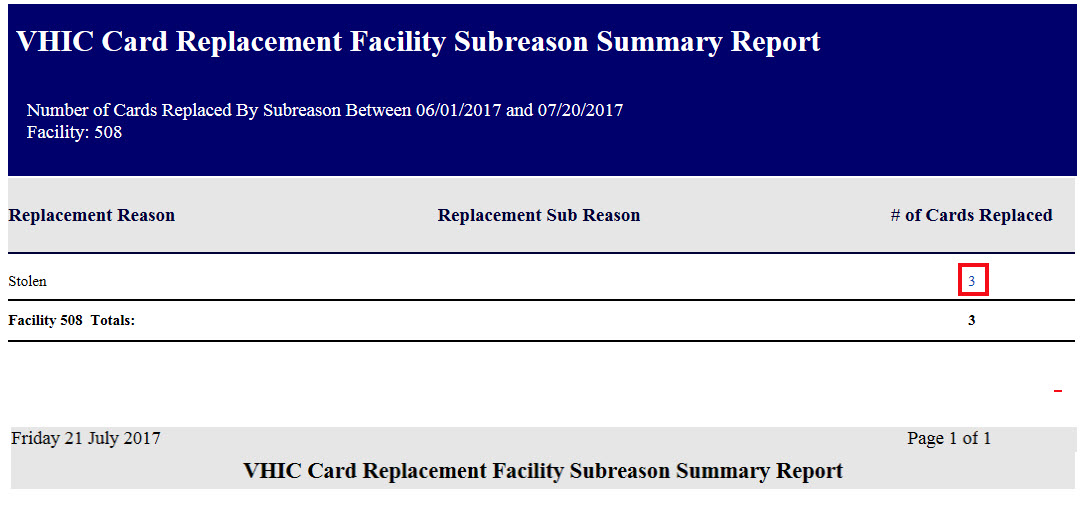 VHIC Card Replacement Facility Subreason Summary Report
Number of Cards Replaced By Subreason Between 06/01/2017 and 07/20/2017
Facility: 508
Replacement Reason Replacement Sub Reason # of Cards Replaced
Stolen 3
Facility 508 Totals: 3
Friday 21 July 2017 Page 1 of 1
VHIC Card Replacement Facility Subreason Summary Report